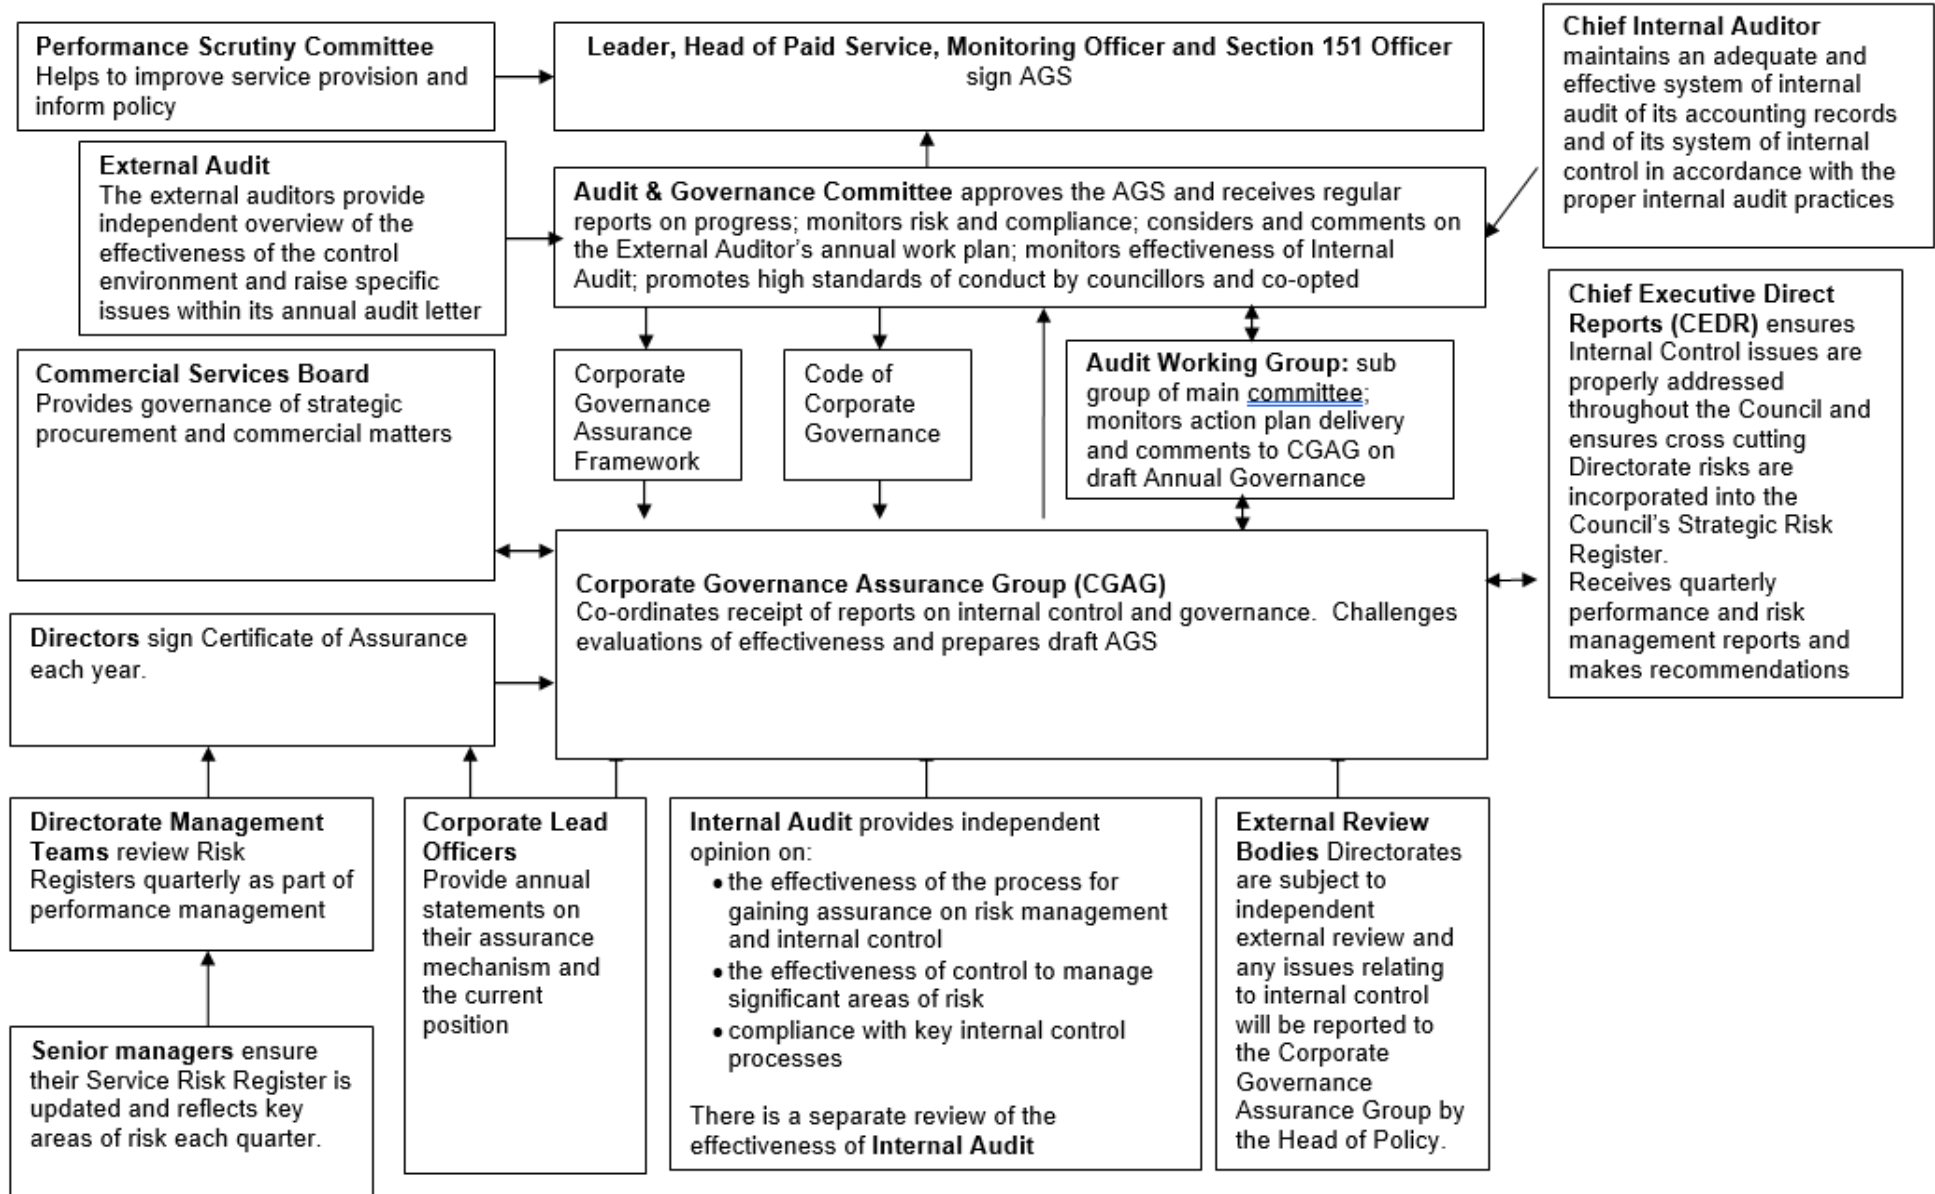 Performance Scrutiny Committee
Helps to improve service provision and
inform policy
Leader, Head of Paid Service, Monitoring Officer and Section 151 Officer
sign AGS
Chief Internal Auditor
maintains an adequate and
effective system of internal
audit of its accounting records
and of its system of internal
control in accordance with the
proper internal audit practices
External Audit
The external auditors provide
independent overview of the
effectiveness of the control
environment and raise specific
issues within its annual audit letter
Audit & Governance Committee approves the AGS and receives regular
reports on progress; monitors risk and compliance; considers and comments on
the External Auditor's annual work plan; monitors effectiveness of Internal
Audit; promotes high standards of conduct by councillors and co-opted
Chief Executive Direct
Reports (CEDR) ensures
Internal Control issues are
properly addressed
throughout the Council and
ensures cross cutting
Directorate risks are
incorporated into the
Council's Strategic Risk
Register.
Receives quarterly
performance and risk
management reports and
makes recommendations
Commercial Services Board
Provides governance of strategic
procurement and commercial matters
Corporate
Governance
Assurance
Framework
Code of
Corporate
Governance
Audit Working Group: sub
group of main committee;
monitors action plan delivery
and comments to CGAG on
draft Annual Governance
Corporate Governance Assurance Group (CGAG)
Co-ordinates receipt of reports on internal control and governance. Challenges
evaluations of effectiveness and prepares draft AGS
Directors sign Certificate of Assurance
each year.
Directorate Management
Teams review Risk
Registers quarterly as part of
performance management
Corporate Lead
Officers
Provide annual
statements on
their assurance
mechanism and
the current
position
Internal Audit provides independent
opinion on:
• the effectiveness of the process for
gaining assurance on risk management
and internal control
• the effectiveness of control to manage
significant areas of risk
• compliance with key internal control
processes
There is a separate review of the
effectiveness of Internal Audit
External Review
Bodies Directorates
are subject to
independent
external review and
any issues relating
to internal control
will be reported to
the Corporate
Governance
Assurance Group by
the Head of Policy.
Senior managers ensure
their Service Risk Register is
updated and reflects key
areas of risk each quarter.